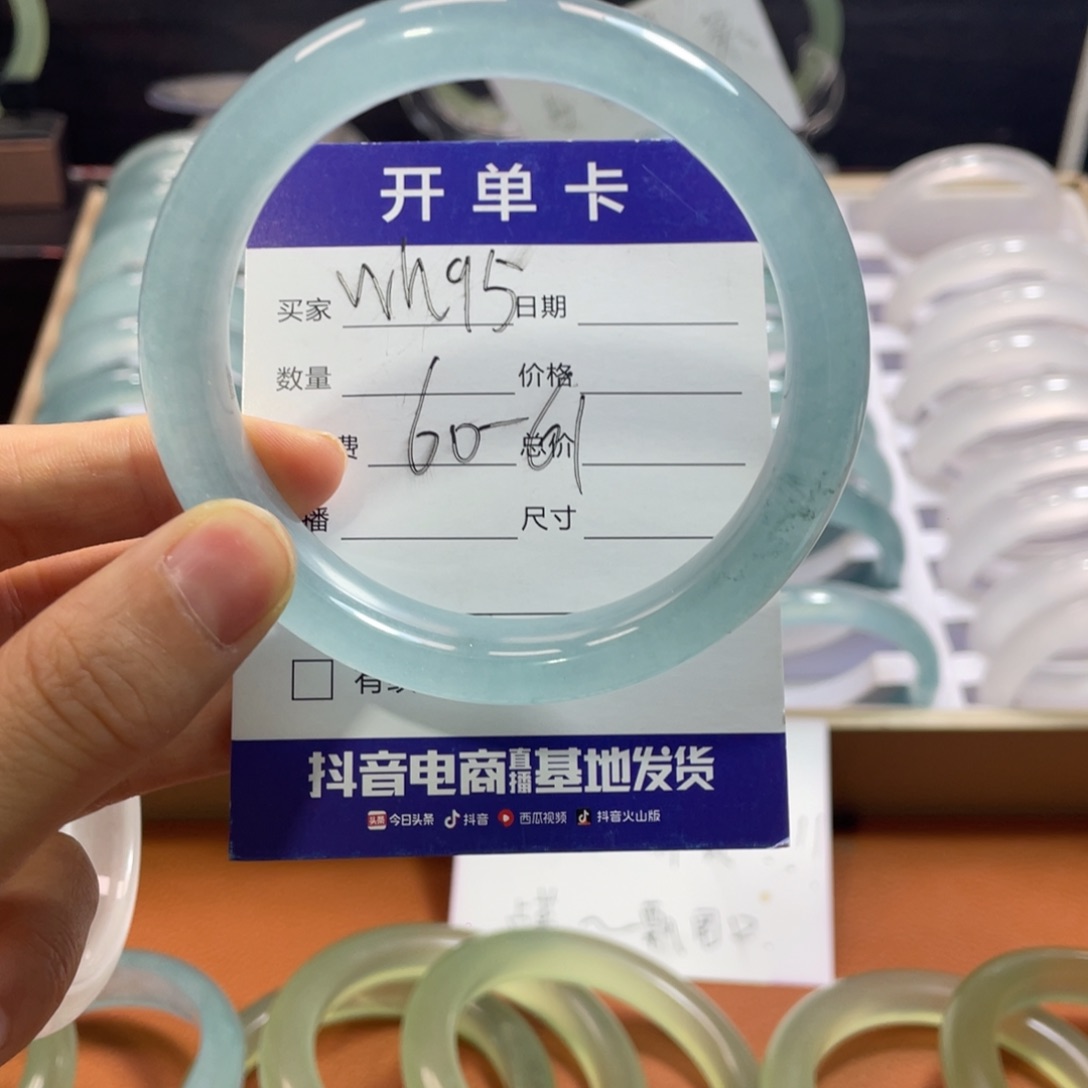 开单卡
买家 wh95 日期
数量 价格
费 60-61 总价
播 尺寸
抖音电商直播基地发货
今日头条 抖音 西瓜视频 抖音火山版